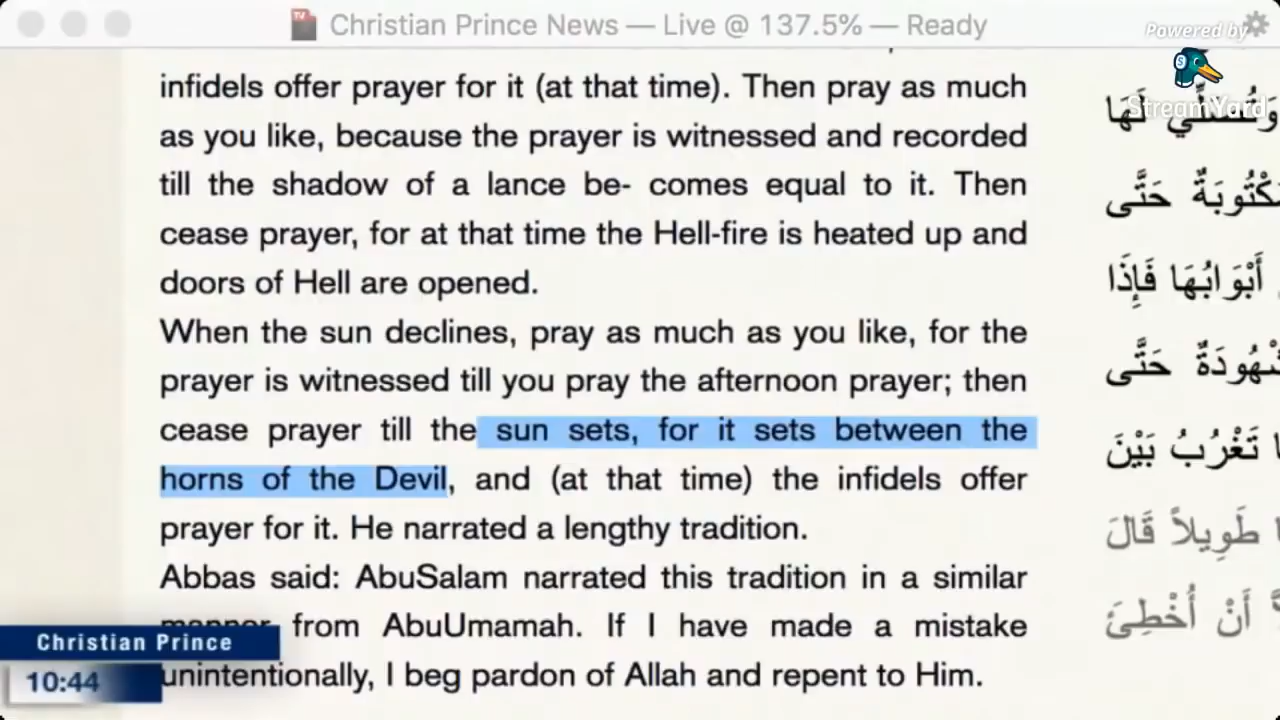 Christian Prince News — Live @ 137.5% — Ready
Powered by
StreamYard
infidels offer prayer for it (at that time). Then pray as much
as you like, because the prayer is witnessed and recorded
till the shadow of a lance be- comes equal to it. Then
cease prayer, for at that time the Hell-fire is heated up and
doors of Hell are opened.
When the sun declines, pray as much as you like, for the
prayer is witnessed till you pray the afternoon prayer; then
cease prayer till the sun sets, for it sets between the
horns of the Devil, and (at that time) the infidels offer
prayer for it. He narrated a lengthy tradition.
Abbas said: AbuSalam narrated this tradition in a similar
manner from AbuUmamah. If I have made a mistake
unintentionally, I beg pardon of Allah and repent to Him.
وَتُصَلِّي لَهَا
حَتَّى
أَبْوَابُهَا فَإِذَا
حَتَّى
تَغْرُبُ بَيْنَ
طَوِيلاً قَالَ
أَنْ أُخْطِئَ
Christian Prince
10:44